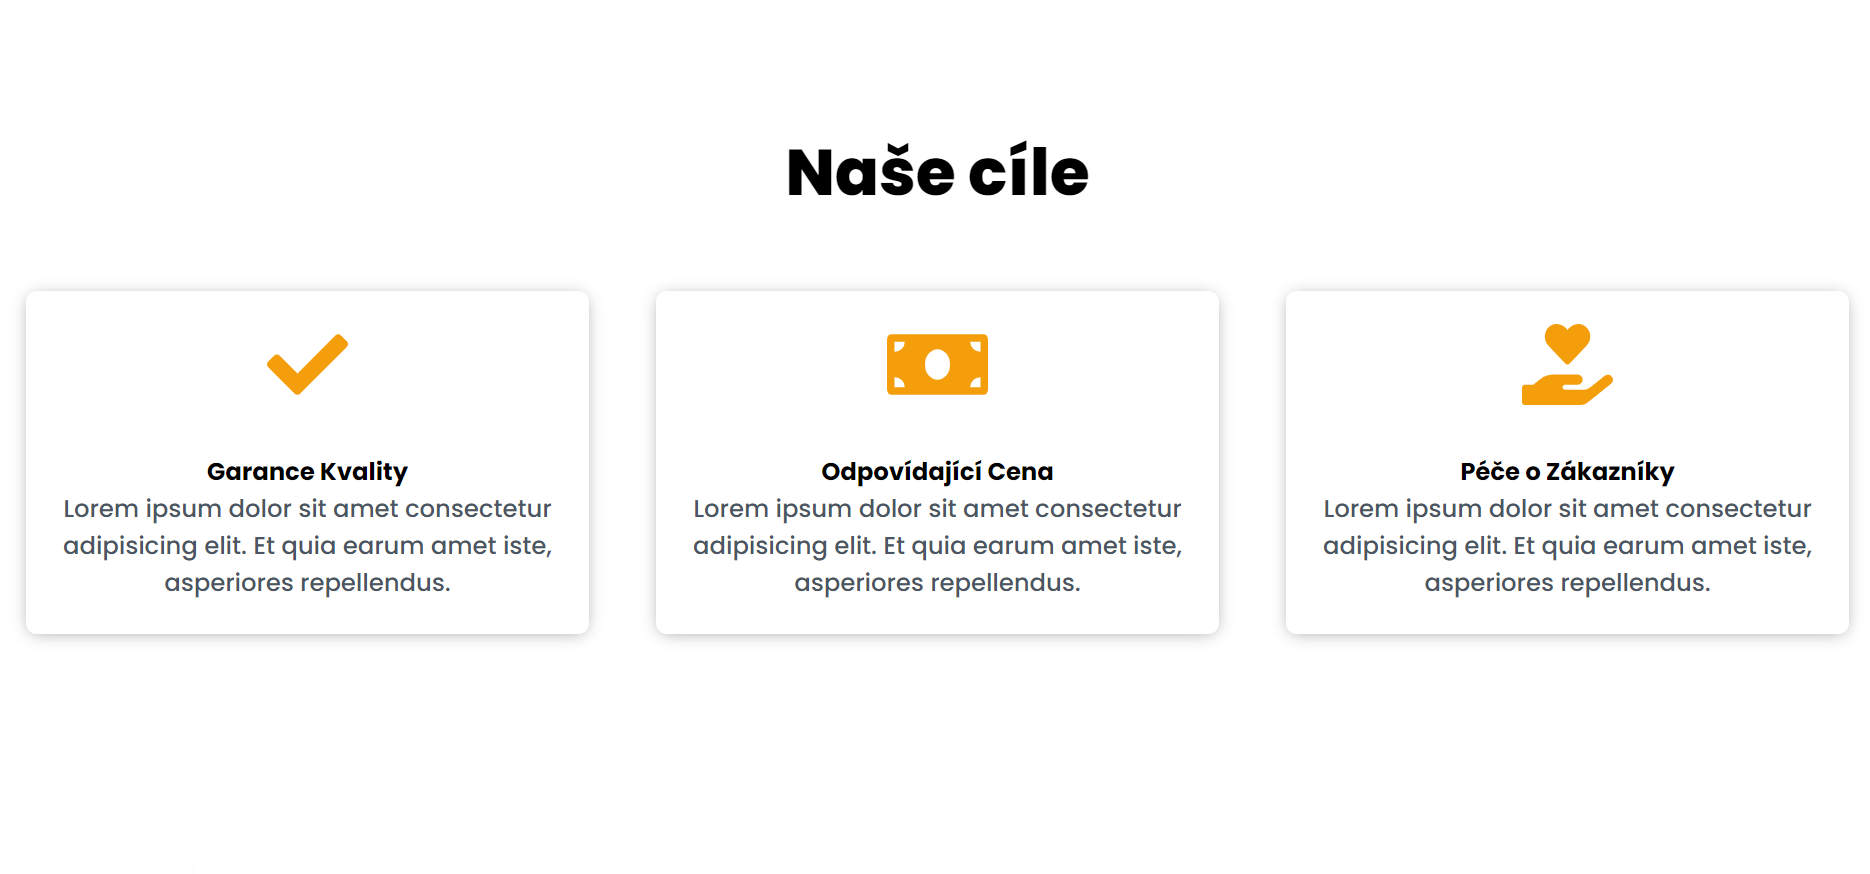 Naše cíle
Garance Kvality
Lorem ipsum dolor sit amet consectetur
adipisicing elit. Et quia earum amet iste,
asperiores repellendus.
Odpovídající Cena
Lorem ipsum dolor sit amet consectetur
adipisicing elit. Et quia earum amet iste,
asperiores repellendus.
Péče o Zákazníky
Lorem ipsum dolor sit amet consectetur
adipisicing elit. Et quia earum amet iste,
asperiores repellendus.